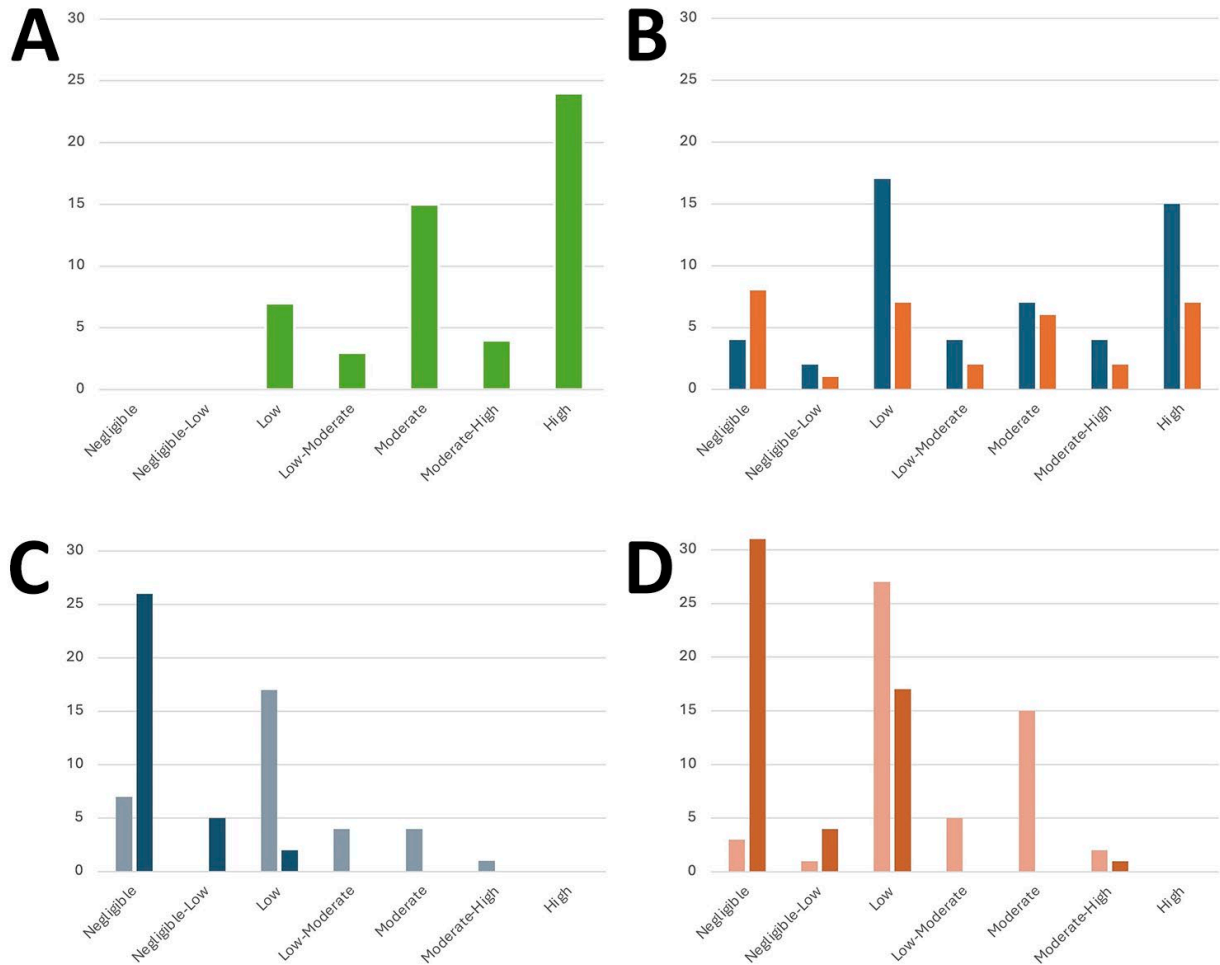 A
30
25
20
15
10
5
0
Negligible
Negligible-Low
Low
Low-Moderate
Moderate
Moderate-High
High
B
30
25
20
15
10
5
0
Negligible
Negligible-Low
Low
Low-Moderate
Moderate
Moderate-High
High
C
30
25
20
15
10
5
0
Negligible
Negligible-Low
Low
Low-Moderate
Moderate
Moderate-High
High
D
30
25
20
15
10
5
0
Negligible
Negligible-Low
Low
Low-Moderate
Moderate
Moderate-High
High